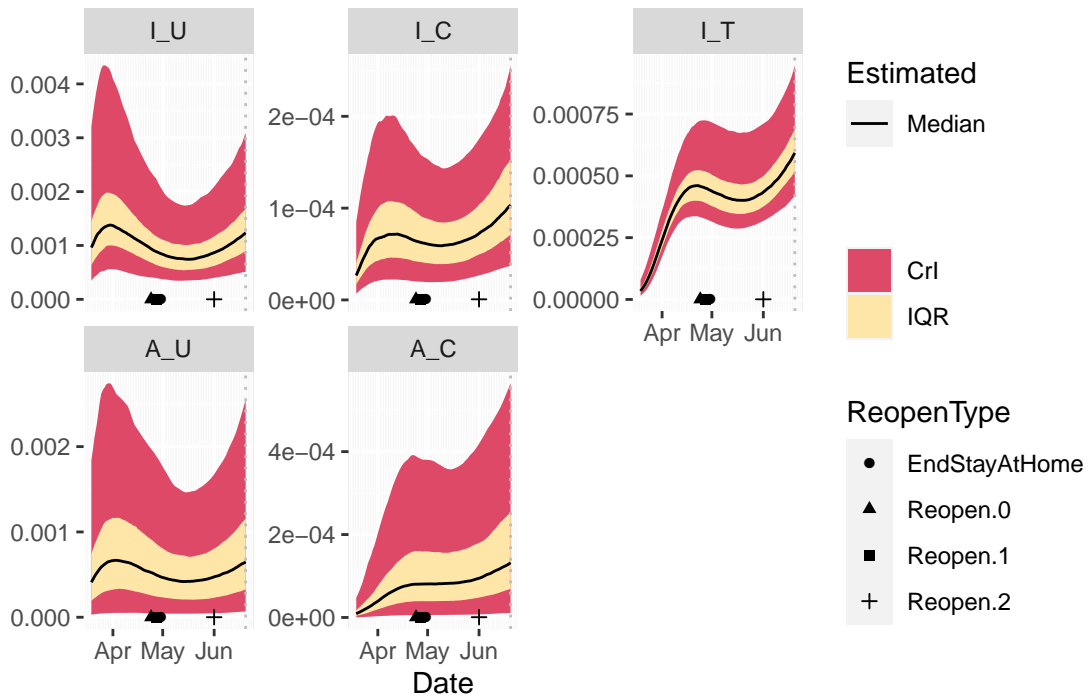 I_U
I_C
I_T
0.004
0.003
0.002
0.001
0.000
2e−04
1e−04
0e+00
0.00075
0.00050
0.00025
0.00000
Apr May Jun
A_U
A_C
0.002
0.001
0.000
4e−04
2e−04
0e+00
Apr May Jun
Apr May Jun
Date
Estimated
Median
CrI
IQR
ReopenType
EndStayAtHome
Reopen.0
Reopen.1
Reopen.2